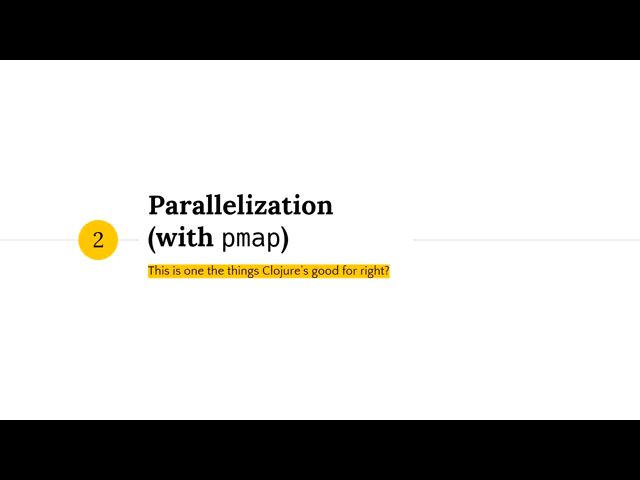 Parallelization
2
(with pmap)
This is one the things Clojure's good for right?